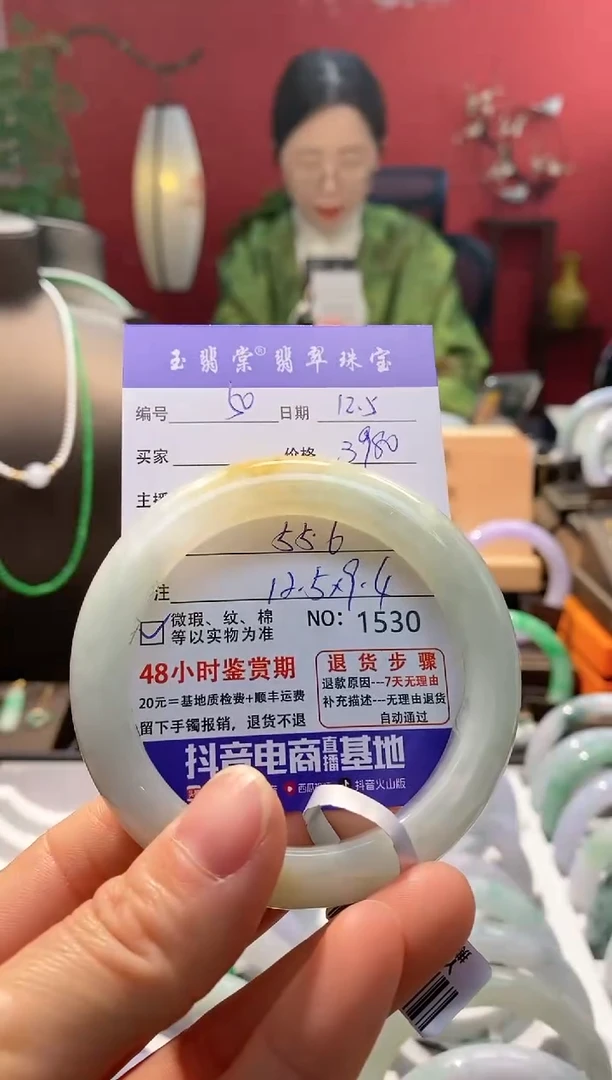 玉翡棠®翡翠珠宝
编号 50 日期 12.5
买家 价格 3980
主播
55.6
注 12.5x9.4
微瑕、纹、棉
等以实物为准
NO: 1530
48小时鉴赏期
20元=基地质检费+顺丰运费
留下手镯报销，退货不退
退货步骤
退款原因---7天无理由
补充描述---无理由退货
自动通过
抖音电商直播基地
抖音火山版